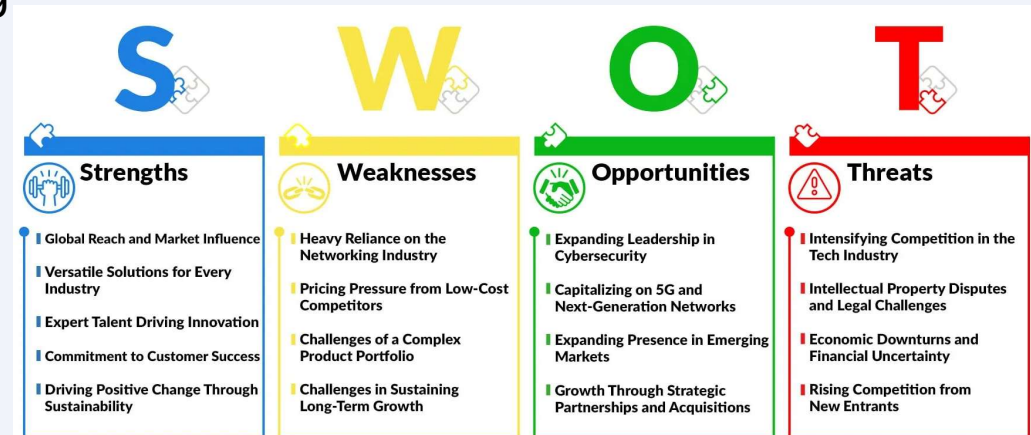 S W O T
Strengths
Global Reach and Market Influence
Versatile Solutions for Every
Industry
Expert Talent Driving Innovation
Commitment to Customer Success
Driving Positive Change Through
Sustainability
Weaknesses
Heavy Reliance on the
Networking Industry
Pricing Pressure from Low-Cost
Competitors
Challenges of a Complex
Product Portfolio
Challenges in Sustaining
Long-Term Growth
Opportunities
Expanding Leadership in
Cybersecurity
Capitalizing on 5G and
Next-Generation Networks
Expanding Presence in Emerging
Markets
Growth Through Strategic
Partnerships and Acquisitions
Threats
Intensifying Competition in the
Tech Industry
Intellectual Property Disputes
and Legal Challenges
Economic Downturns and
Financial Uncertainty
Rising Competition from
New Entrants